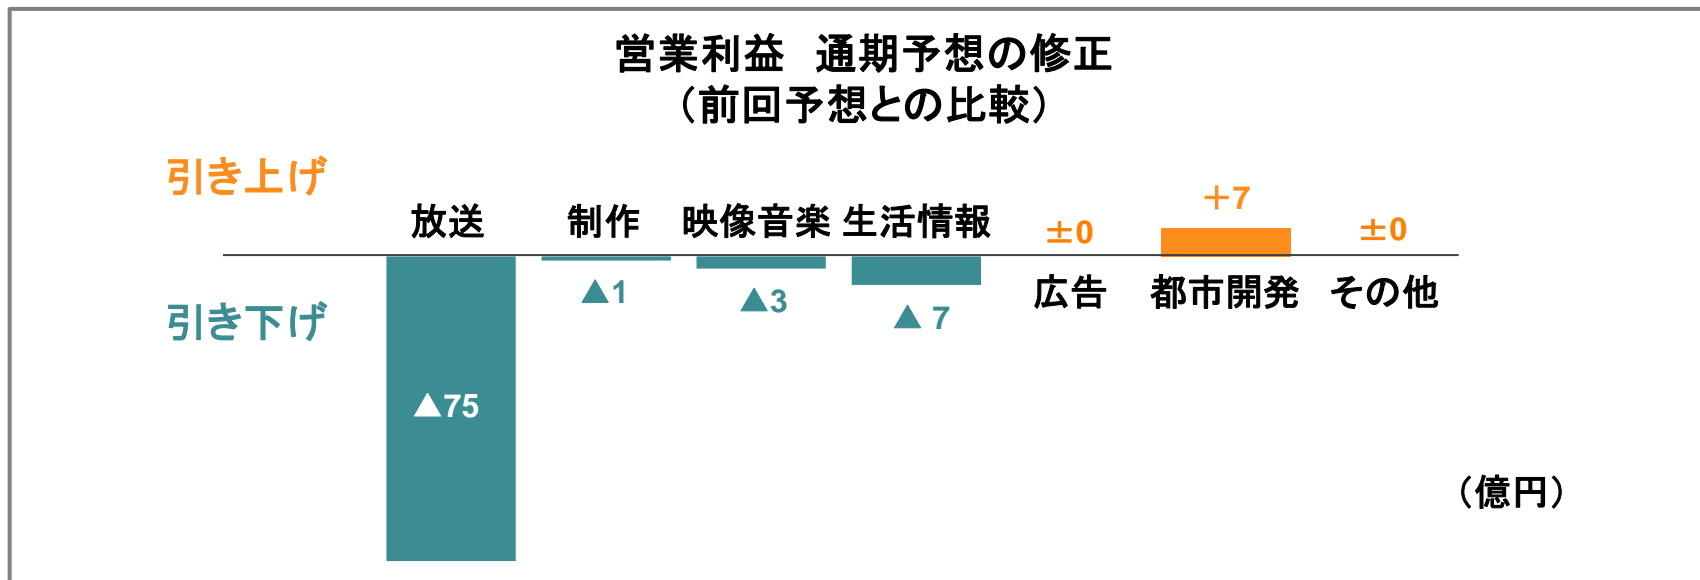 営業利益　通期予想の修正
（前回予想との比較）
引き上げ
引き下げ
放送
▲75
制作
▲1
映像音楽
▲3
生活情報
▲ 7
±0
広告
＋7
都市開発
±0
その他
（億円）